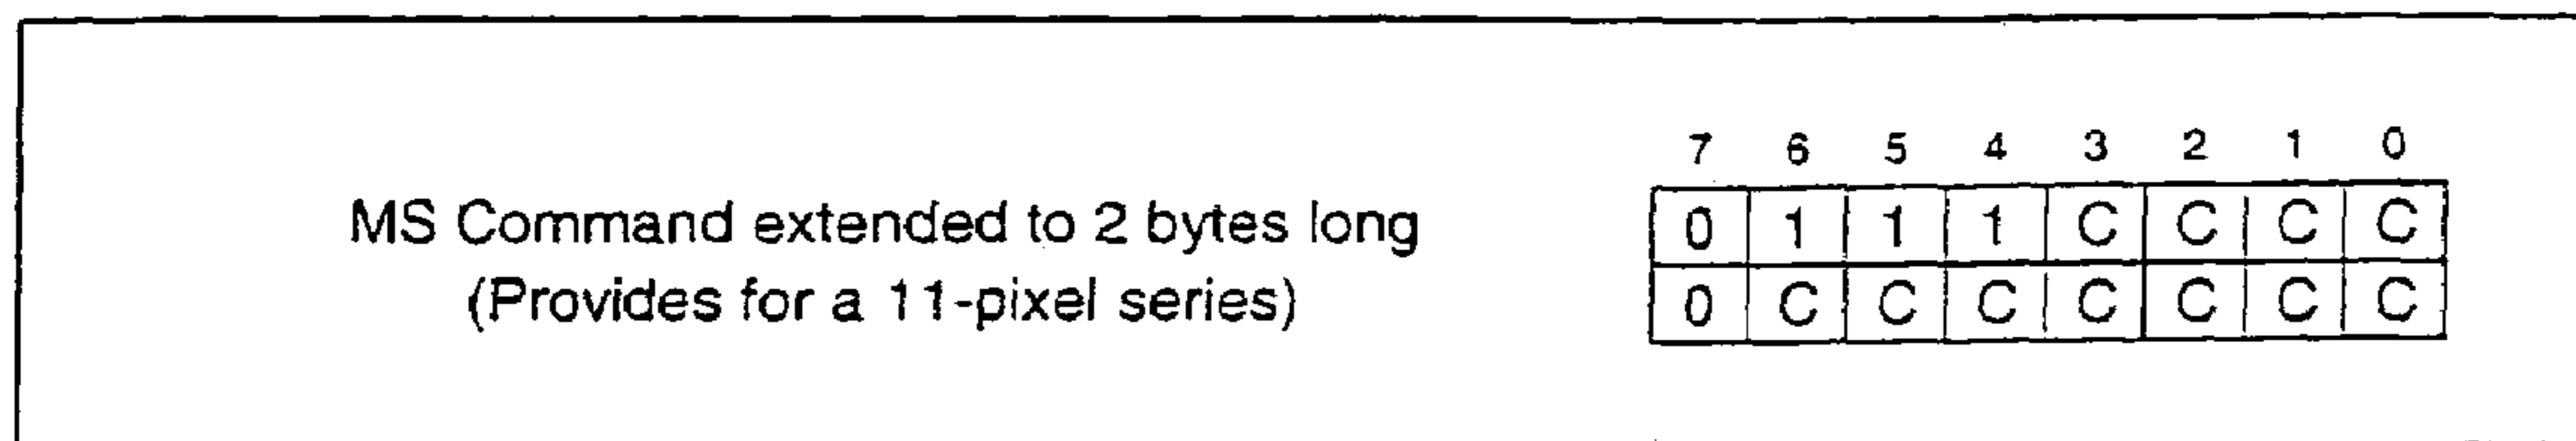 7 6 5 4 3 2 1 0
MS Command extended to 2 bytes long
0 1 1 1 C C C C
(Provides for a 11-pixel series)
0 C C C C C C C